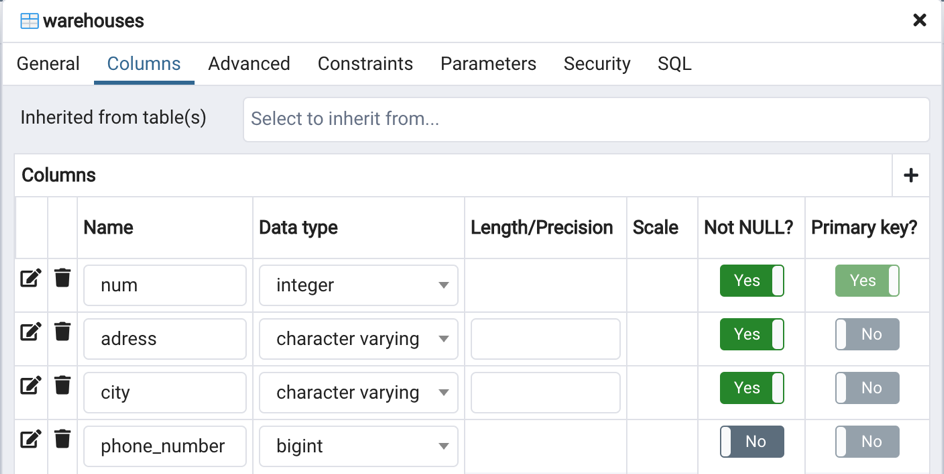 warehouses
General Columns Advanced Constraints Parameters Security SQL
Inherited from table(s) Select to inherit from...
Columns
Name Data type Length/Precision Scale Not NULL? Primary key?
num integer Yes Yes
adress character varying Yes No
city character varying Yes No
phone_number bigint No No